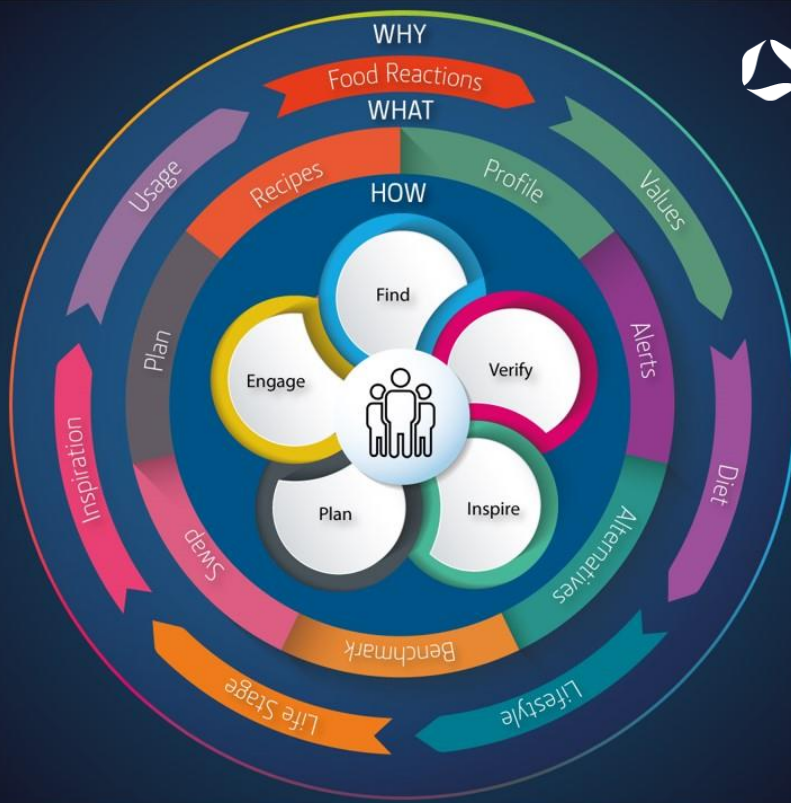 WHY
Food Reactions
Values
Diet
Lifestyle
Life Stage
Inspiration
Usage
WHAT
Recipes
Profile
Alerts
Alternatives
Benchmark
Swap
Plan
HOW
Find
Verify
Inspire
Plan
Engage